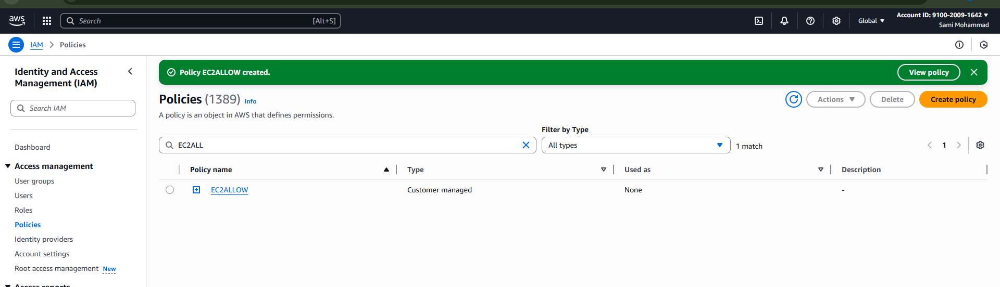 aws
Search
[Alt+S]
Global
Account ID: 9100-2009-1642
Sami Mohammad
IAM
Policies
Identity and Access
Management (IAM)
Search IAM
Dashboard
Access management
User groups
Users
Roles
Policies
Identity providers
Account settings
Root access management New
Access reports
Policy EC2ALLOW created.
View policy
Policies (1389) Info
A policy is an object in AWS that defines permissions.
Actions
Delete
Create policy
Filter by Type
EC2ALL
All types
1 match
1
Policy name
Type
Used as
Description
EC2ALLOW
Customer managed
None
-